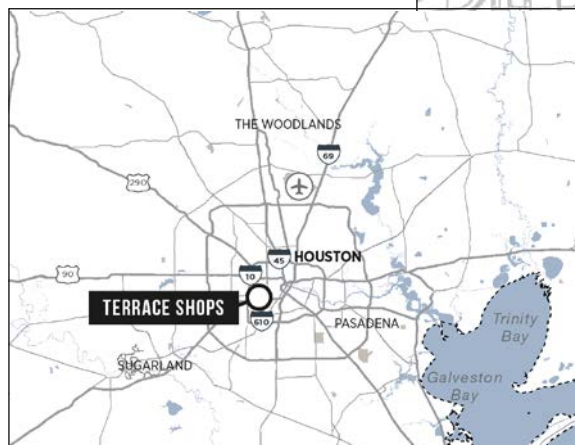 THE WOODLANDS
69
290
45
HOUSTON
90
10
TERRACE SHOPS
610
PASADENA
Trinity
Bay
SUGARLAND
Galveston
Bay